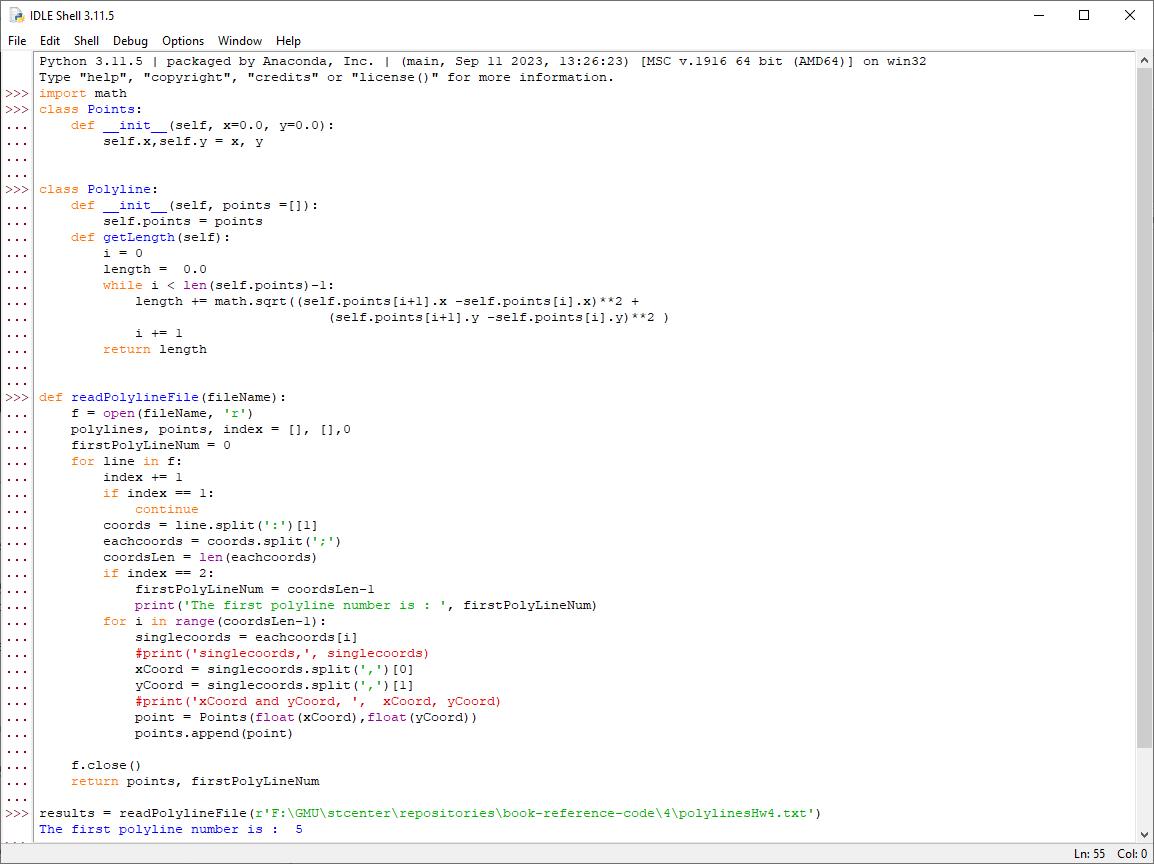 IDLE Shell 3.11.5
File Edit Shell Debug Options Window Help
Python 3.11.5 | packaged by Anaconda, Inc. | (main, Sep 11 2023, 13:26:23) [MSC v.1916 64 bit (AMD64)] on win32
Type "help", "copyright", "credits" or "license()" for more information.
>>> import math
>>> class Points:
...     def __init__(self, x=0.0, y=0.0):
...         self.x,self.y = x, y
...
...
>>> class Polyline:
...     def __init__(self, points =[]):
...         self.points = points
...     def getLength(self):
...         i = 0
...         length =  0.0
...         while i < len(self.points)-1:
...             length += math.sqrt((self.points[i+1].x -self.points[i].x)**2 +
...                                     (self.points[i+1].y -self.points[i].y)**2 )
...             i += 1
...         return length
...
...
>>> def readPolylineFile(fileName):
...     f = open(fileName, 'r')
...     polylines, points, index = [], [],0
...     firstPolyLineNum = 0
...     for line in f:
...         index += 1
...         if index == 1:
...             continue
...         coords = line.split(':')[1]
...         eachcoords = coords.split(';')
...         coordsLen = len(eachcoords)
...         if index == 2:
...             firstPolyLineNum = coordsLen-1
...             print('The first polyline number is : ', firstPolyLineNum)
...         for i in range(coordsLen-1):
...             singlecoords = eachcoords[i]
...             #print('singlecoords,', singlecoords)
...             xCoord = singlecoords.split(',')[0]
...             yCoord = singlecoords.split(',')[1]
...             #print('xCoord and yCoord, ',  xCoord, yCoord)
...             point = Points(float(xCoord),float(yCoord))
...             points.append(point)
...
...     f.close()
...     return points, firstPolyLineNum
...
>>> results = readPolylineFile(r'F:\GMU\stcenter\repositories\book-reference-code\4\polylinesHw4.txt')
The first polyline number is :  5
Ln: 55 Col: 0